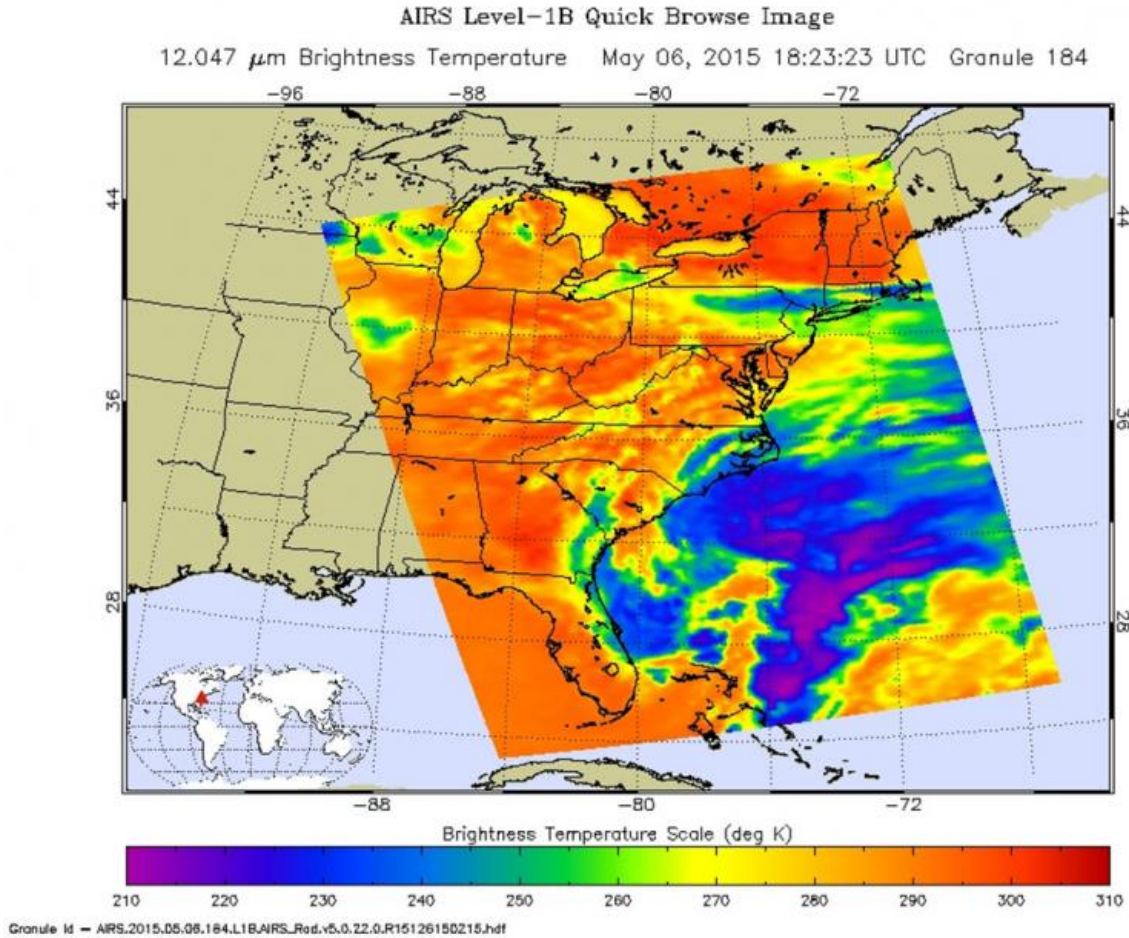 AIRS Level-1B Quick Browse Image
12.047 μm Brightness Temperature May 06, 2015 18:23:23 UTC Granule 184
-96 -88 -80 -72
44 44
36 36
28 28
-88 -80 -72
Brightness Temperature Scale (deg K)
210 220 230 240 250 260 270 280 290 300 310
Granule Id - AIRS.2015.05.06.184.L1B.AIRS_Rad.v5.0.22.0.R15126150215.hdf